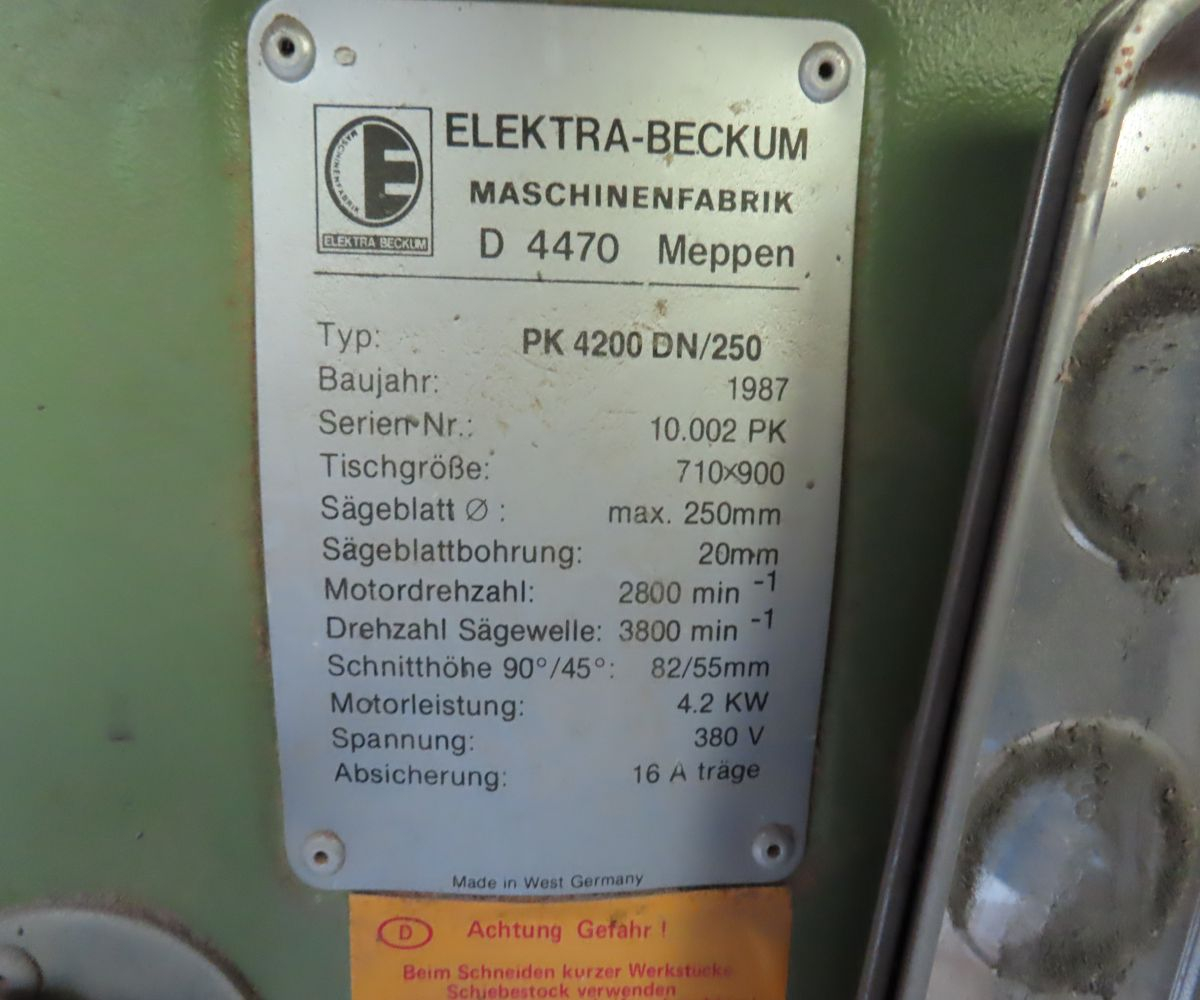 MASCHINENFABRIK
E
ELEKTRA BECKUM
ELEKTRA-BECKUM
MASCHINENFABRIK
D 4470 Meppen
Typ: PK 4200 DN/250
Baujahr: 1987
Serien-Nr.: 10.002 PK
Tischgröße: 710x900
Sägeblatt Ø : max. 250mm
Sägeblattbohrung: 20mm
Motordrehzahl: 2800 min -1
Drehzahl Sägewelle: 3800 min -1
Schnitthöhe 90°/45°: 82/55mm
Motorleistung: 4.2 KW
Spannung: 380 V
Absicherung: 16 A träge
Made in West Germany
D Achtung Gefahr !
Beim Schneiden kurzer Werkstücke
Schiebestock verwenden